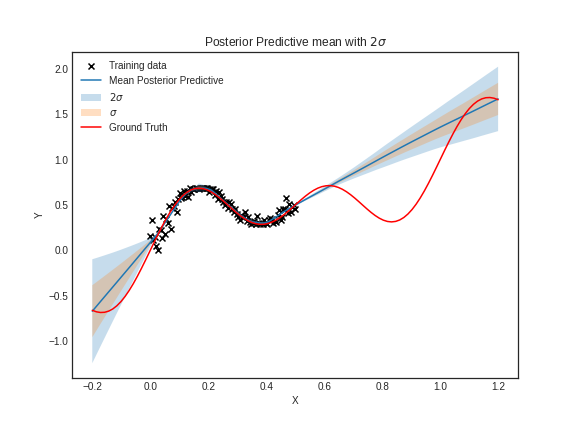 Posterior Predictive mean with 2σ
Training data
Mean Posterior Predictive
2σ
σ
Ground Truth
2.0
1.5
1.0
0.5
0.0
−0.5
−1.0
Y
−0.2 0.0 0.2 0.4 0.6 0.8 1.0 1.2
X